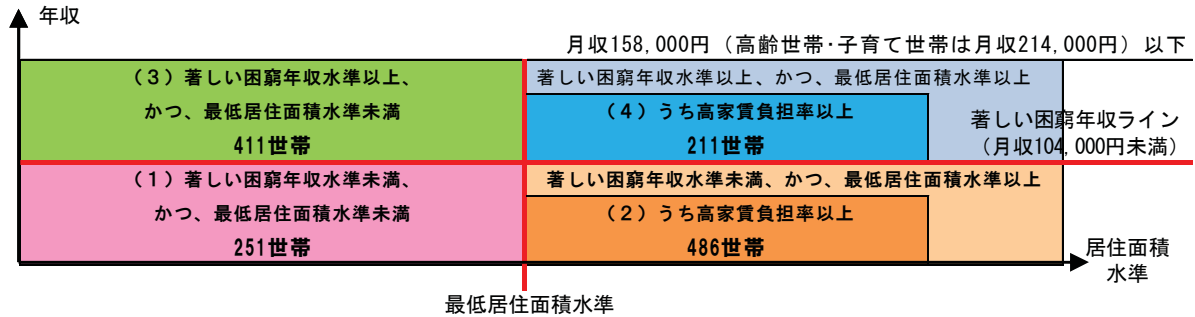 年収
月収158,000円（高齢世帯・子育て世帯は月収214,000円）以下
（３）著しい困窮年収水準以上、
かつ、最低居住面積水準未満
411世帯
著しい困窮年収水準以上、かつ、最低居住面積水準以上
（４）うち高家賃負担率以上
211世帯
著しい困窮年収ライン
（月収104,000円未満）
（１）著しい困窮年収水準未満、
かつ、最低居住面積水準未満
251世帯
著しい困窮年収水準未満、かつ、最低居住面積水準以上
（２）うち高家賃負担率以上
486世帯
居住面積
水準
最低居住面積水準